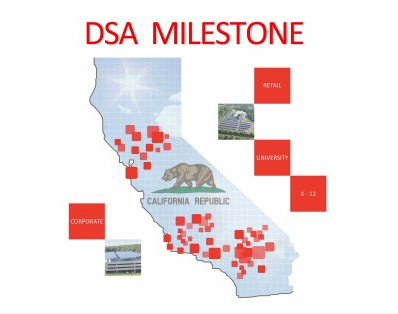 DSA MILESTONE
RETAIL
UNIVERSITY
K - 12
CALIFORNIA REPUBLIC
CORPORATE